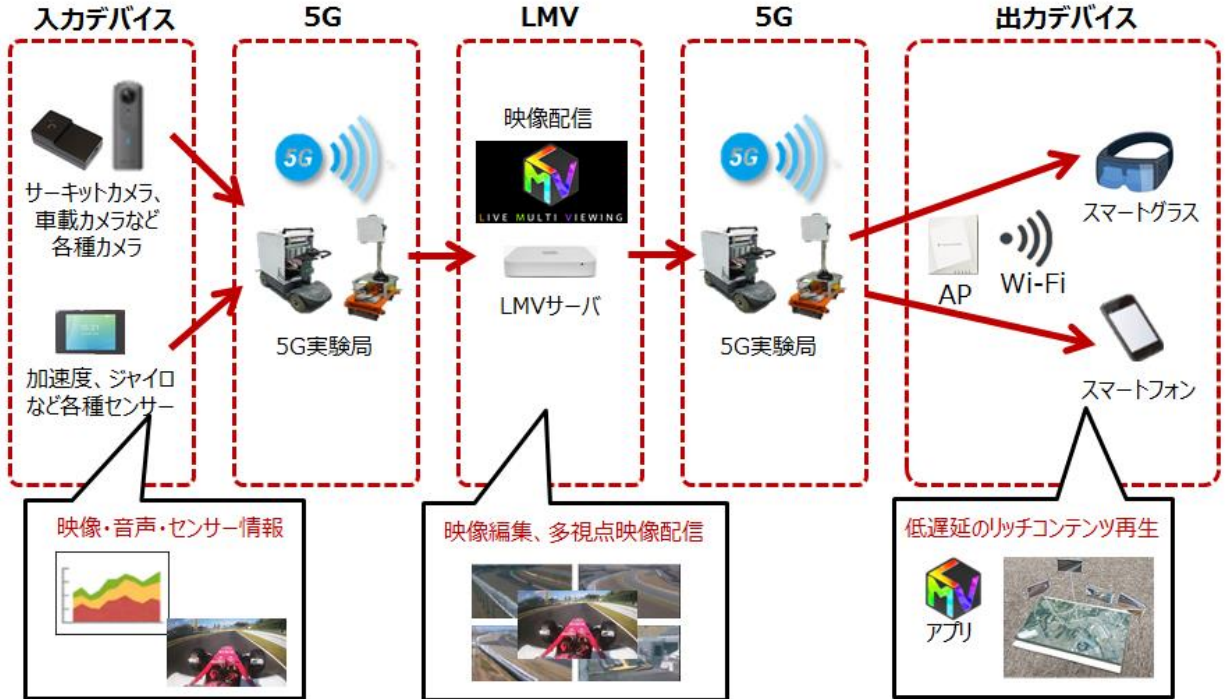 入力デバイス
5G
LMV
5G
出力デバイス
5G
サーキットカメラ、
車載カメラなど
各種カメラ
加速度、ジャイロ
など各種センサー
5G実験局
映像配信
LIVE MULTI VIEWING
LMVサーバ
5G
5G実験局
スマートグラス
AP
Wi-Fi
スマートフォン
映像・音声・センサー情報
映像編集、多視点映像配信
低遅延のリッチコンテンツ再生
アプリ